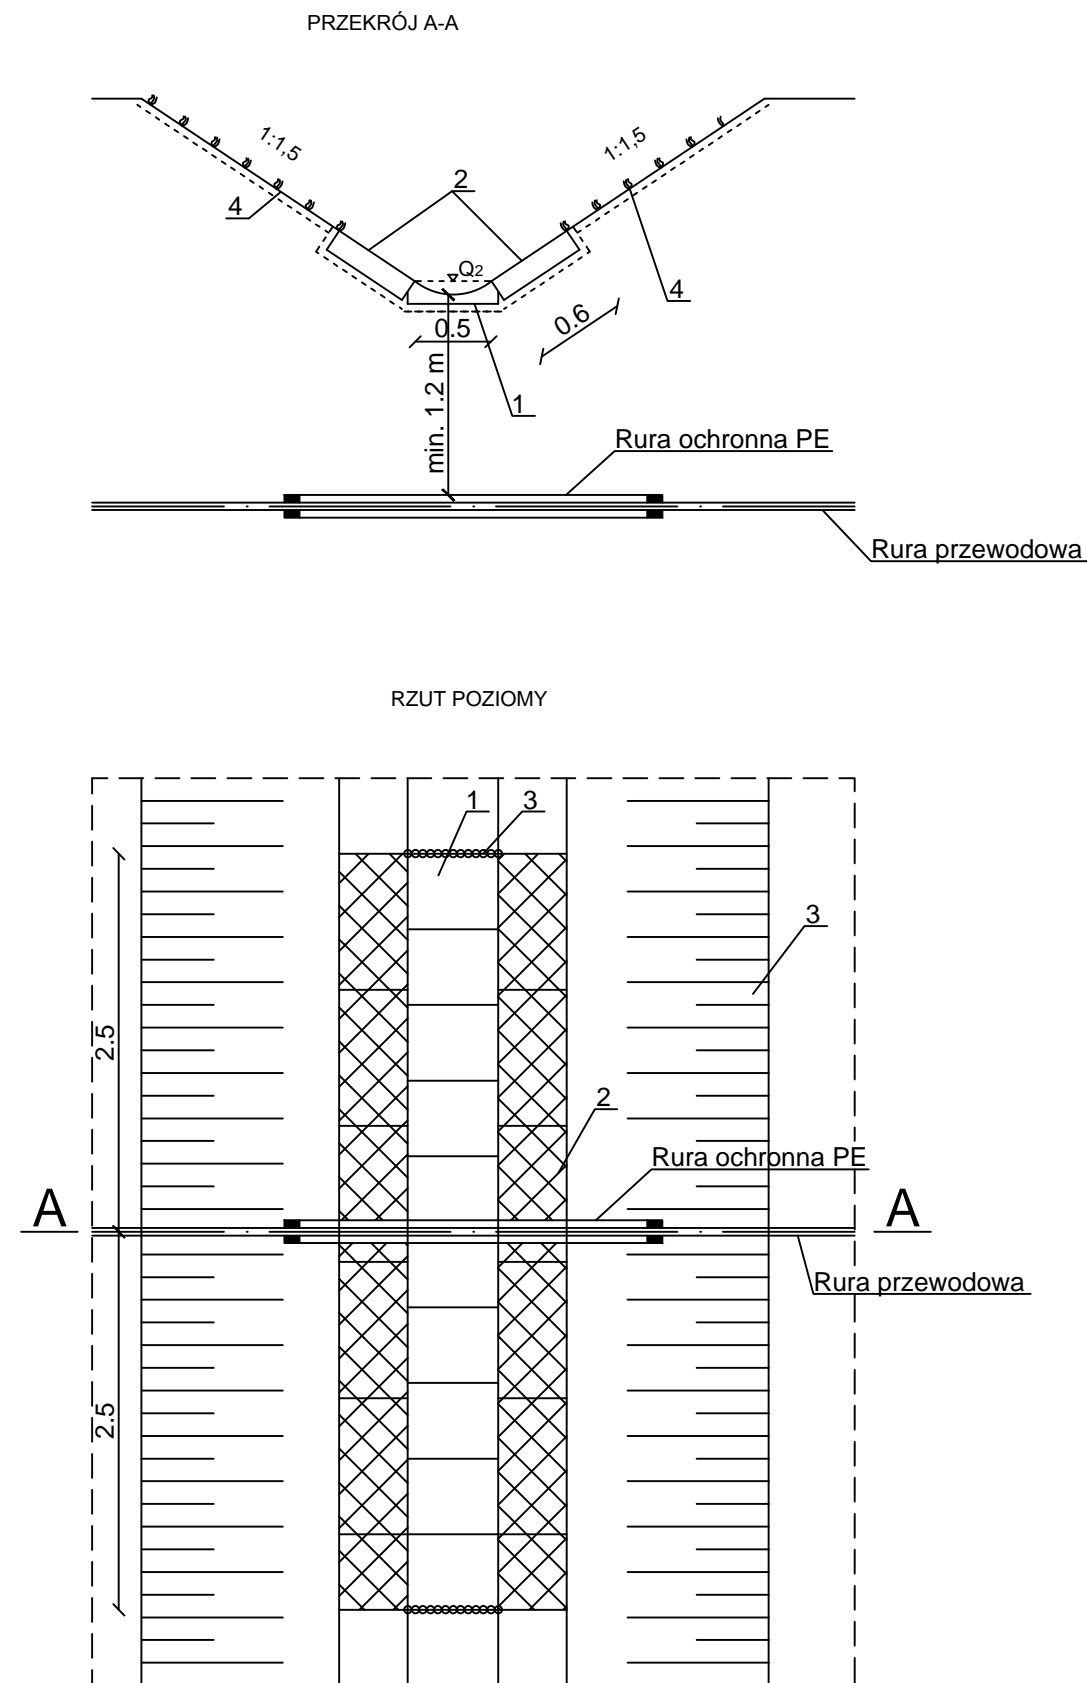 PRZEKRÓJ A-A
1:1,5
1:1,5
2
4
Q2
4
0.6
0.5
min. 1.2 m
1
Rura ochronna PE
Rura przewodowa
RZUT POZIOMY
1
3
3
2.5
2
Rura ochronna PE
A
A
Rura przewodowa
2.5